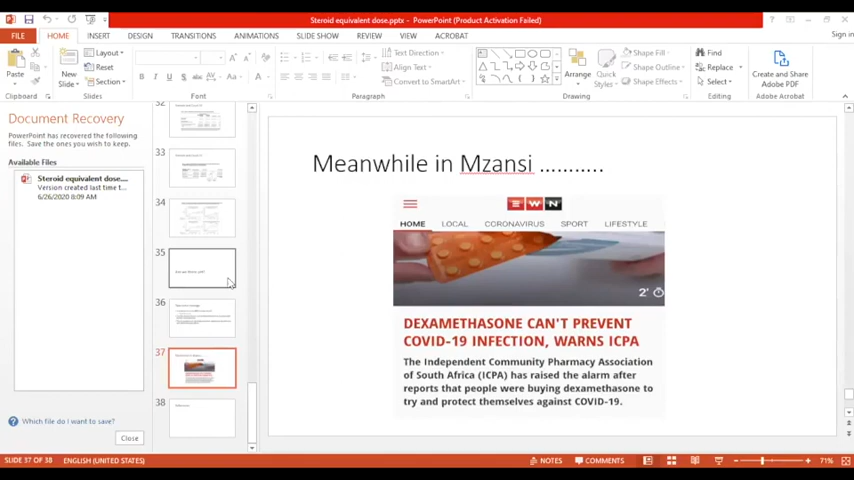 Steroid equivalent dose.pptx - PowerPoint (Product Activation Failed)
Sign in
FILE HOME INSERT DESIGN TRANSITIONS ANIMATIONS SLIDE SHOW REVIEW VIEW ACROBAT
Paste
New
Slide
Layout
Reset
Section
B I U S abc AV Aa A
Text Direction
Align Text
Convert to SmartArt
Arrange
Quick
Styles
Shape Fill
Shape Outline
Shape Effects
Find
Replace
Select
Create and Share
Adobe PDF
Clipboard Slides Font Paragraph Drawing Editing Adobe Acrobat
Document Recovery
PowerPoint has recovered the following
files. Save the ones you wish to keep.
Available Files
Steroid equivalent dose....
Version created last time t...
6/26/2020 8:09 AM
Which file do I want to save?
Close
32
33
34
35
36
37
38
Meanwhile in Mzansi ………..
EWN
HOME LOCAL CORONAVIRUS SPORT LIFESTYLE
2'
DEXAMETHASONE CAN'T PREVENT
COVID-19 INFECTION, WARNS ICPA
The Independent Community Pharmacy Association
of South Africa (ICPA) has raised the alarm after
reports that people were buying dexamethasone to
try and protect themselves against COVID-19.
SLIDE 37 OF 38 ENGLISH (UNITED STATES) NOTES COMMENTS 71%